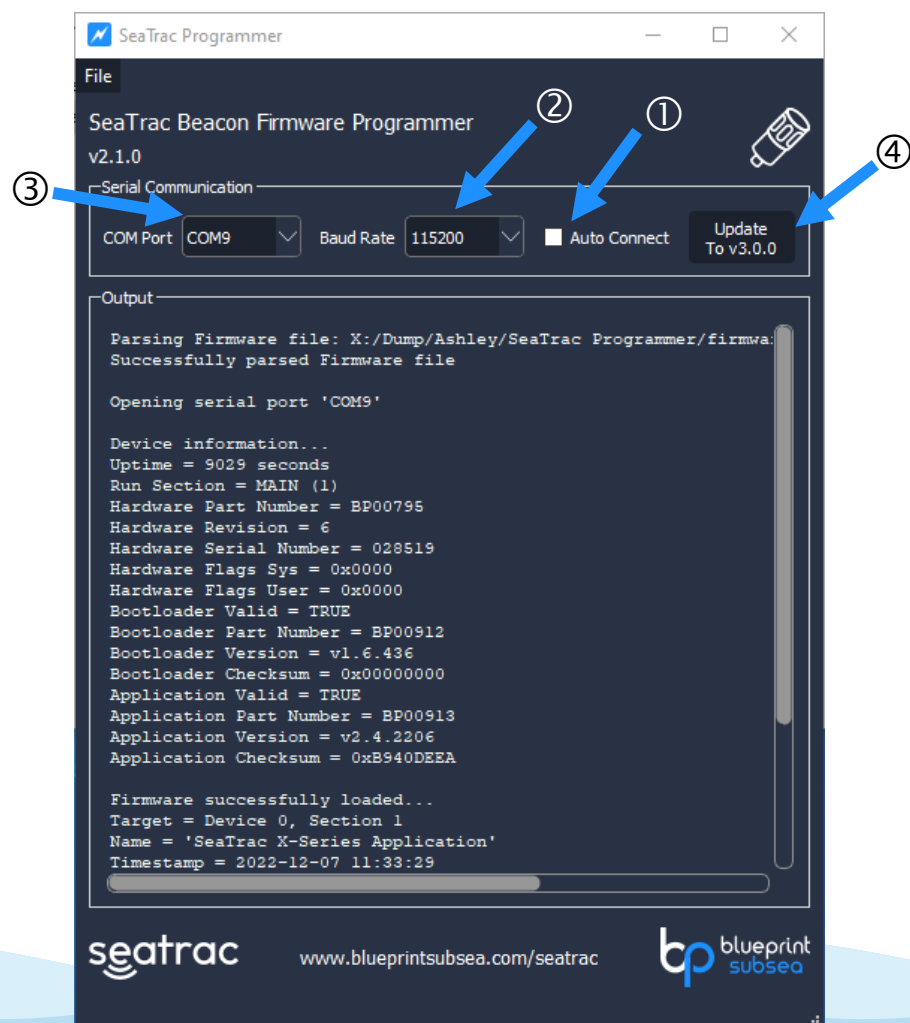 SeaTrac Programmer
File
SeaTrac Beacon Firmware Programmer
v2.1.0
② ① ③ ④
Serial Communication
COM Port COM9 Baud Rate 115200 Auto Connect Update
To v3.0.0
Output
Parsing Firmware file: X:/Dump/Ashley/SeaTrac Programmer/firmwa
Successfully parsed Firmware file
Opening serial port 'COM9'
Device information...
Uptime = 9029 seconds
Run Section = MAIN (1)
Hardware Part Number = BP00795
Hardware Revision = 6
Hardware Serial Number = 028519
Hardware Flags Sys = 0x0000
Hardware Flags User = 0x0000
Bootloader Valid = TRUE
Bootloader Part Number = BP00912
Bootloader Version = v1.6.436
Bootloader Checksum = 0x00000000
Application Valid = TRUE
Application Part Number = BP00913
Application Version = v2.4.2206
Application Checksum = 0xB940DEEA
Firmware successfully loaded...
Target = Device 0, Section 1
Name = 'SeaTrac X-Series Application'
Timestamp = 2022-12-07 11:33:29
seatrac
www.blueprintsubsea.com/seatrac
bp blueprint
subsea